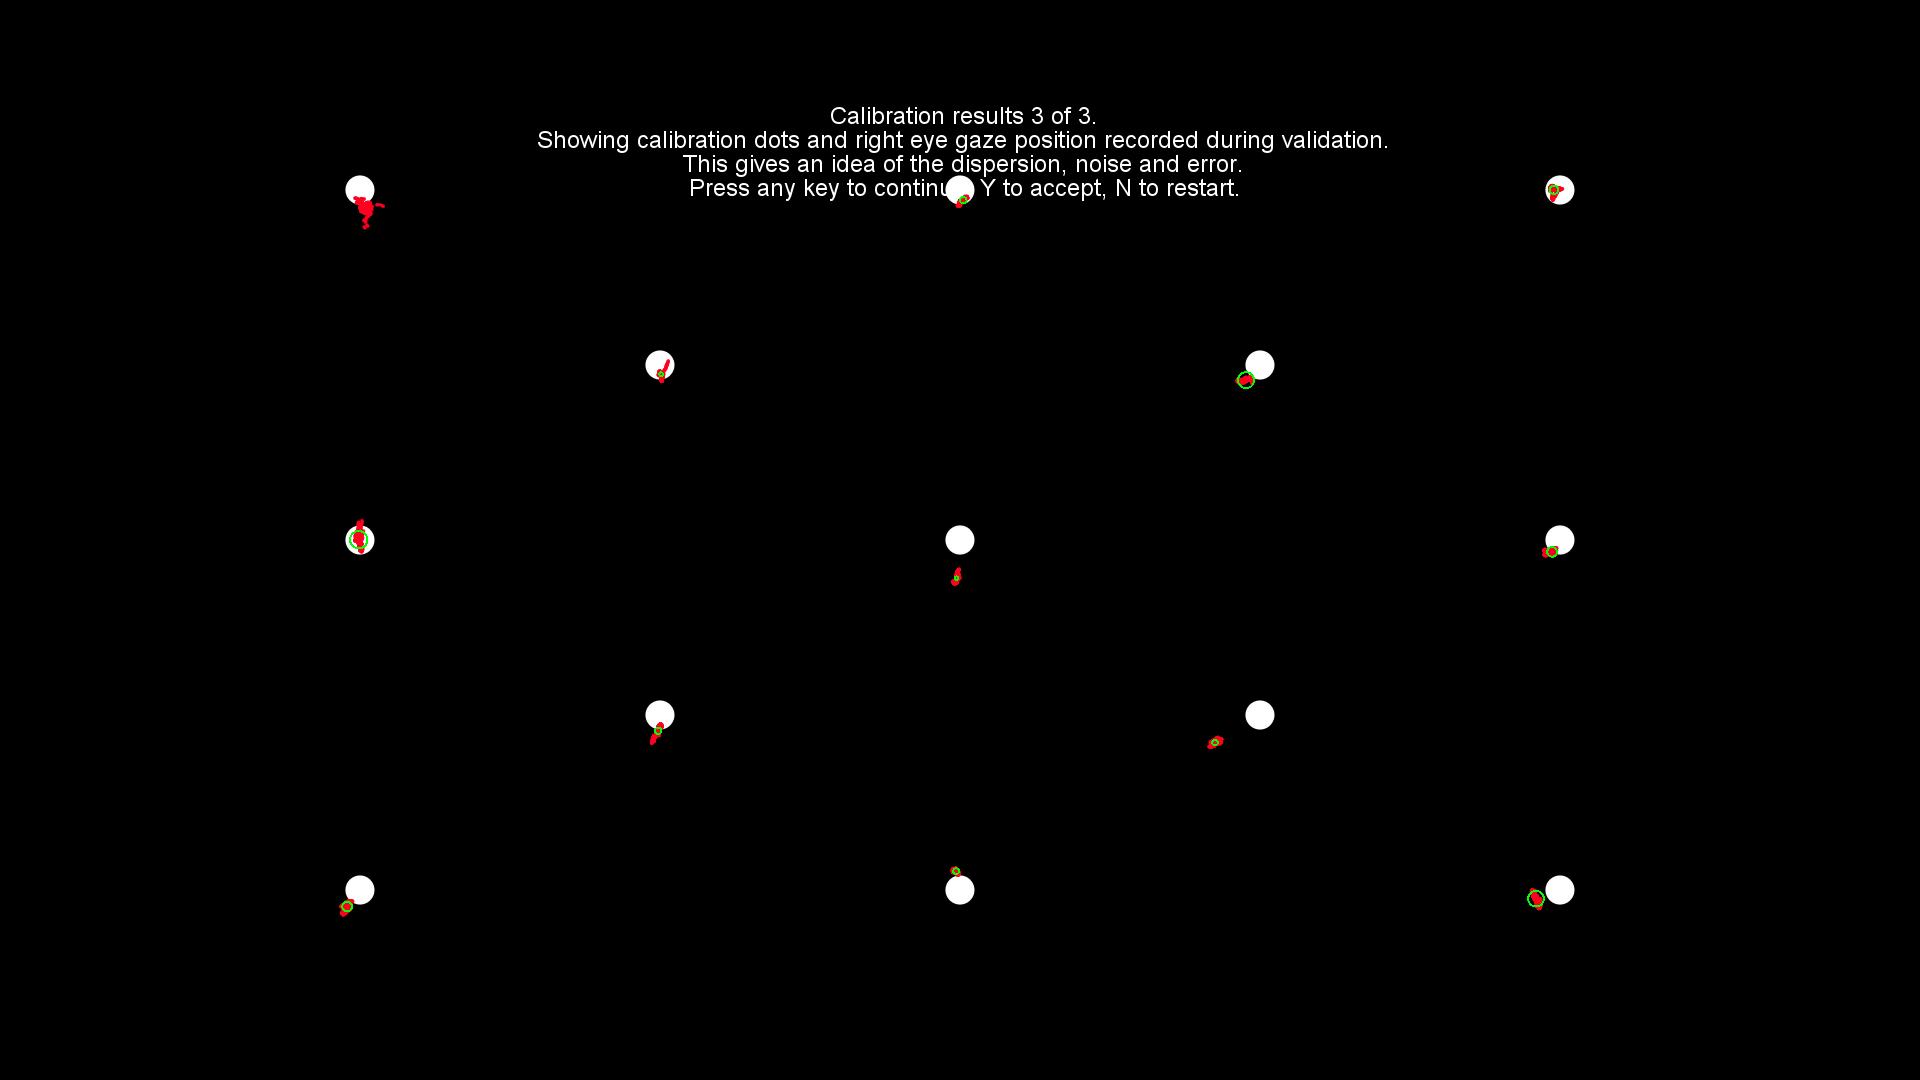 Calibration results 3 of 3.
Showing calibration dots and right eye gaze position recorded during validation.
This gives an idea of the dispersion, noise and error.
Press any key to continu Y to accept, N to restart.